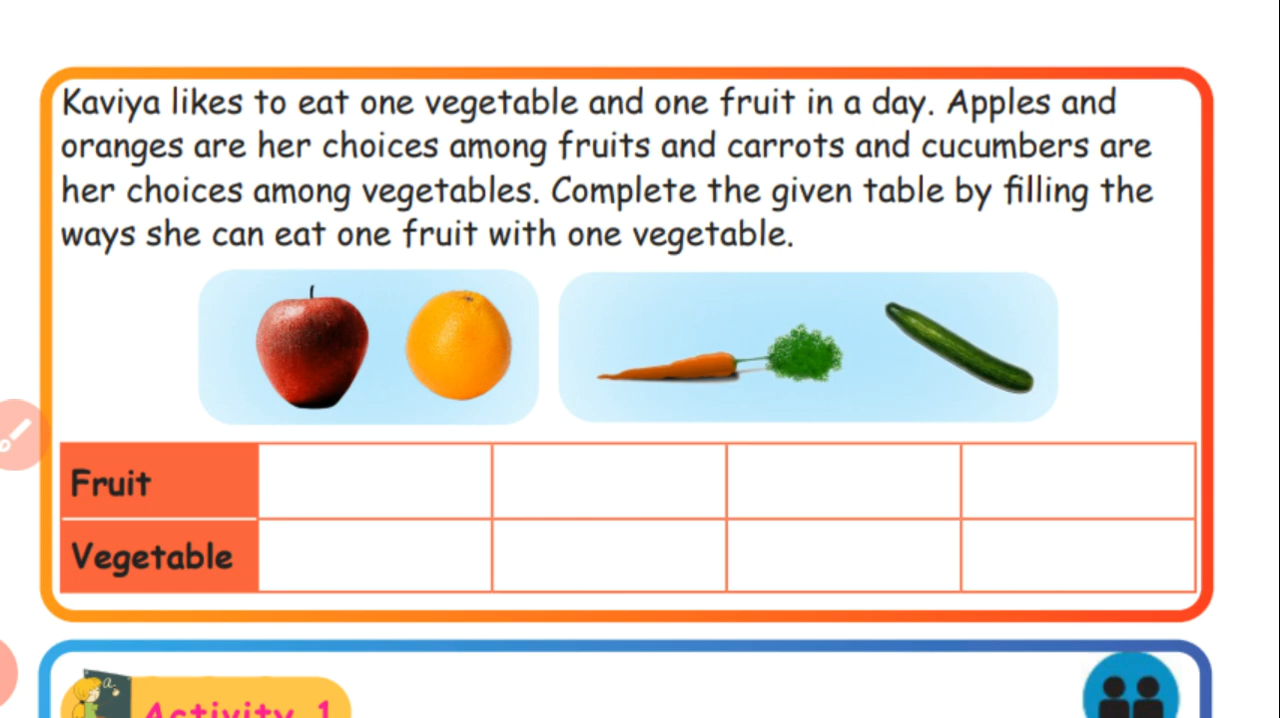 Kaviya likes to eat one vegetable and one fruit in a day. Apples and
oranges are her choices among fruits and carrots and cucumbers are
her choices among vegetables. Complete the given table by filling the
ways she can eat one fruit with one vegetable.
Fruit
Vegetable
a
Activity 1